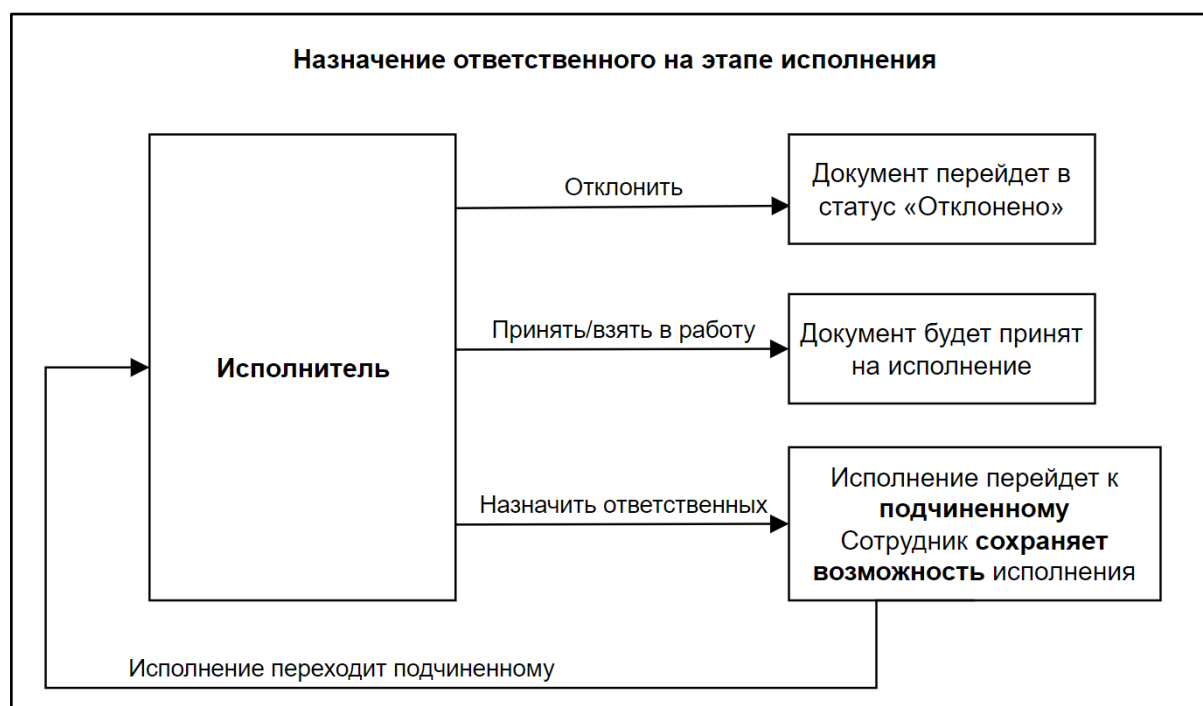 Назначение ответственного на этапе исполнения
Отклонить
Документ перейдет в
статус «Отклонено»
Исполнитель
Принять/взять в работу
Документ будет принят
на исполнение
Назначить ответственных
Исполнение перейдет к
подчиненному
Сотрудник сохраняет
возможность исполнения
Исполнение переходит подчиненному